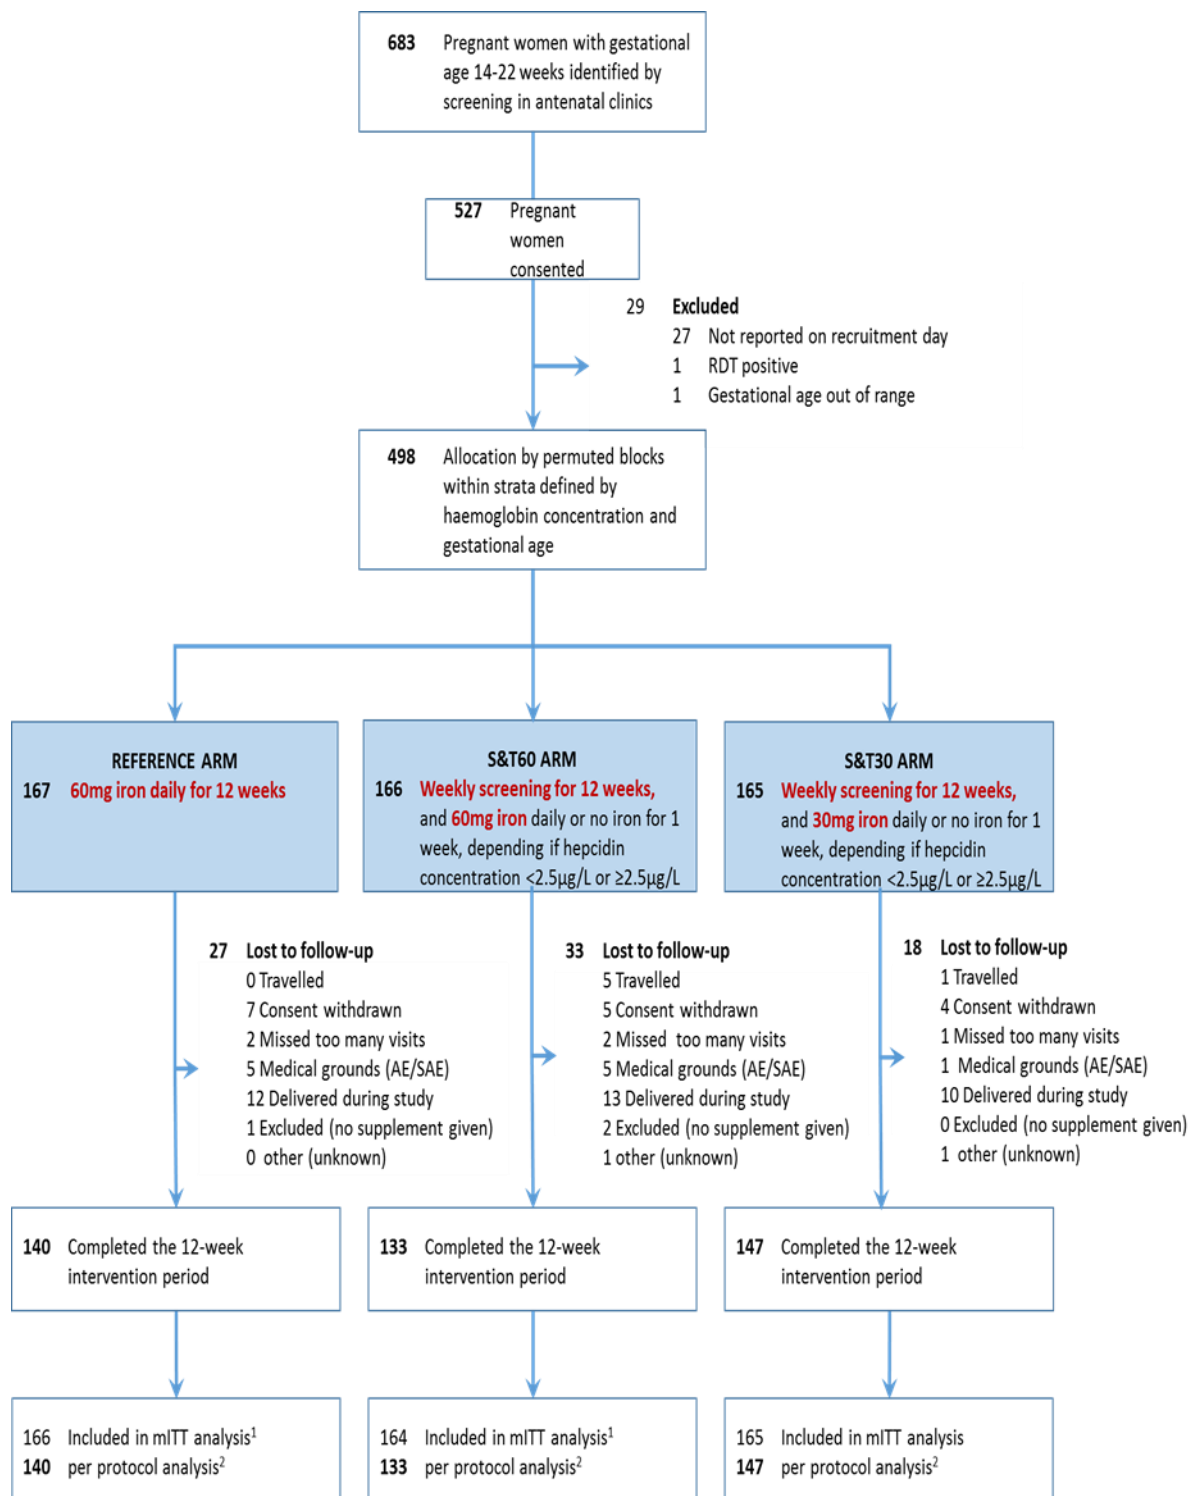 683 Pregnant women with gestational
age 14-22 weeks identified by
screening in antenatal clinics
527 Pregnant
women
consented
29 Excluded
27 Not reported on recruitment day
1 RDT positive
1 Gestational age out of range
498 Allocation by permuted blocks
within strata defined by
haemoglobin concentration and
gestational age
REFERENCE ARM
167 60mg iron daily for 12 weeks
S&T60 ARM
166 Weekly screening for 12 weeks,
and 60mg iron daily or no iron for 1
week, depending if hepcidin
concentration <2.5µg/L or ≥2.5µg/L
S&T30 ARM
165 Weekly screening for 12 weeks,
and 30mg iron daily or no iron for 1
week, depending if hepcidin
concentration <2.5µg/L or ≥2.5µg/L
27 Lost to follow-up
0 Travelled
7 Consent withdrawn
2 Missed too many visits
5 Medical grounds (AE/SAE)
12 Delivered during study
1 Excluded (no supplement given)
0 other (unknown)
33 Lost to follow-up
5 Travelled
5 Consent withdrawn
2 Missed too many visits
5 Medical grounds (AE/SAE)
13 Delivered during study
2 Excluded (no supplement given)
1 other (unknown)
18 Lost to follow-up
1 Travelled
4 Consent withdrawn
1 Missed too many visits
1 Medical grounds (AE/SAE)
10 Delivered during study
0 Excluded (no supplement given)
1 other (unknown)
140 Completed the 12-week
intervention period
133 Completed the 12-week
intervention period
147 Completed the 12-week
intervention period
166 Included in mITT analysis¹
140 per protocol analysis²
164 Included in mITT analysis¹
133 per protocol analysis²
165 Included in mITT analysis
147 per protocol analysis²